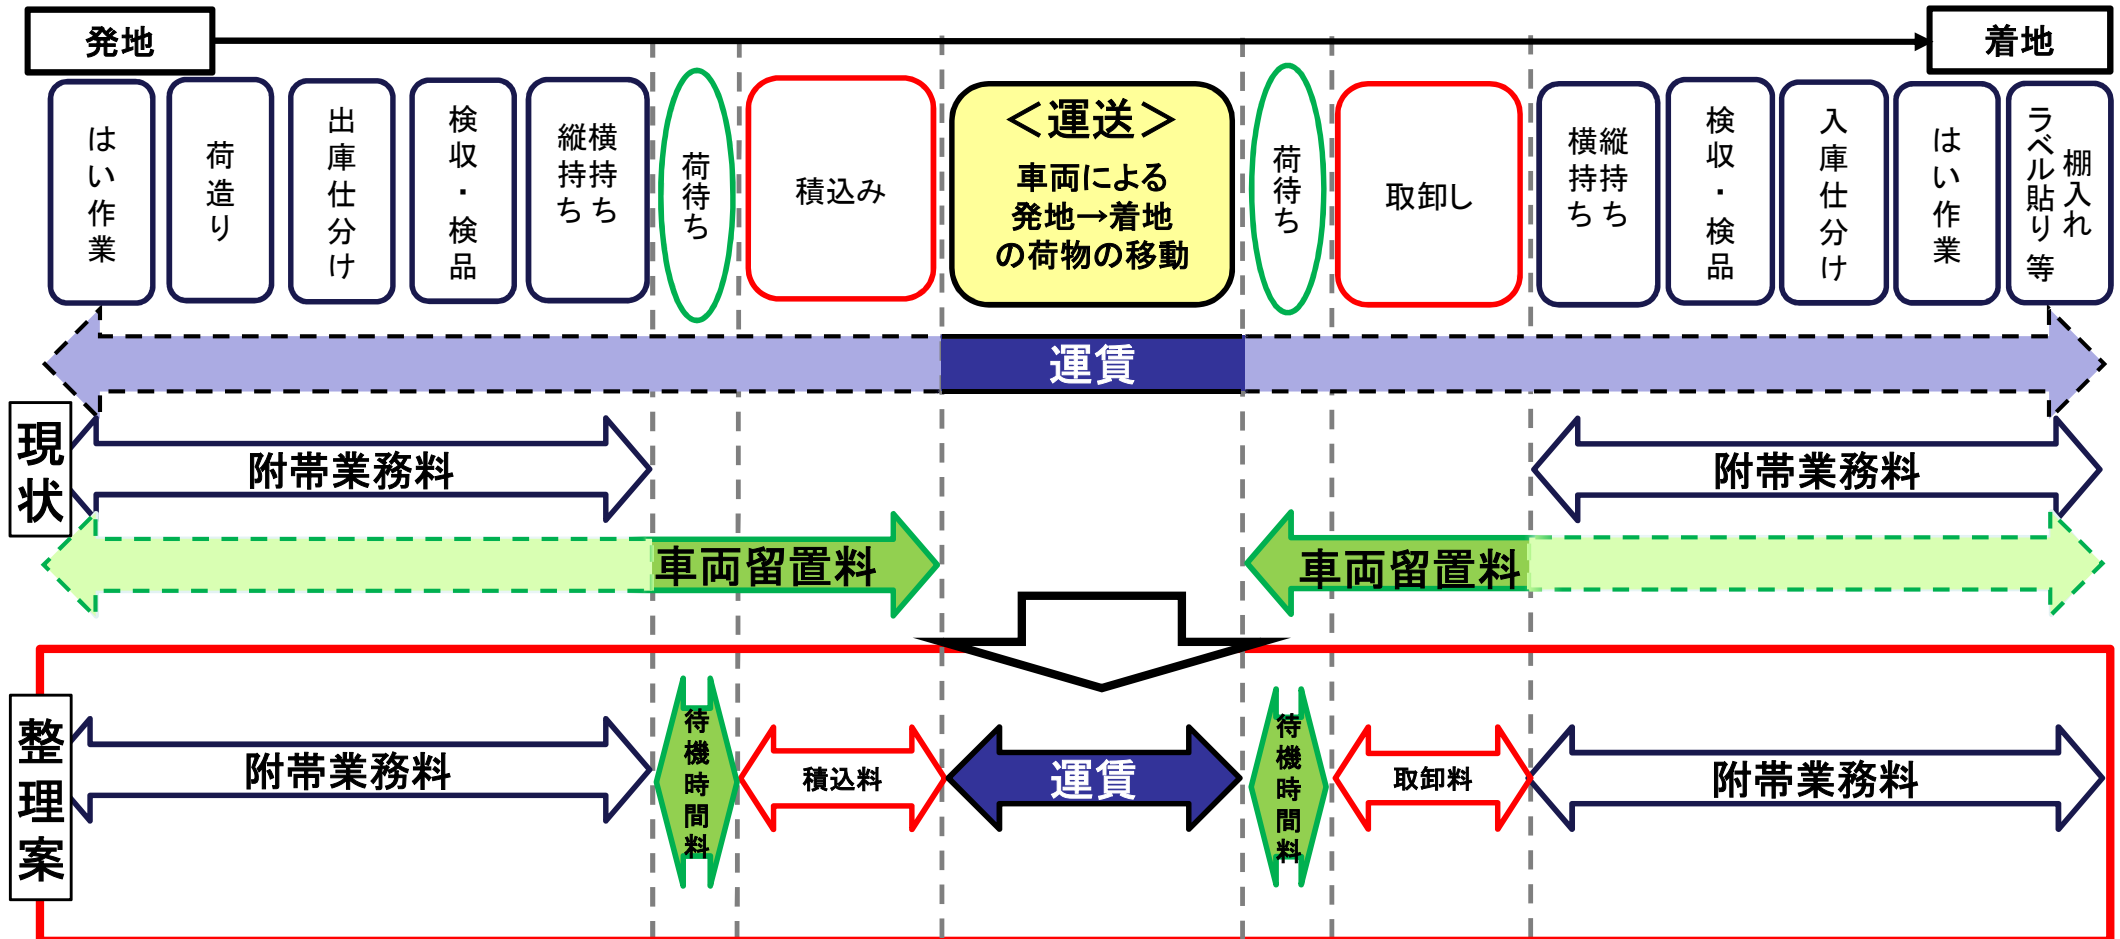 発地
着地
はい作業
荷造り
出庫仕分け
検収・検品
横持ち
縦持ち
荷待ち
積込み
＜運送＞
車両による
発地→着地
の荷物の移動
荷待ち
取卸し
縦持ち
横持ち
検収・検品
入庫仕分け
はい作業
棚入れ
ラベル貼り等
運賃
現状
附帯業務料
附帯業務料
車両留置料
車両留置料
整理案
附帯業務料
待機時間料
積込料
運賃
待機時間料
取卸料
附帯業務料